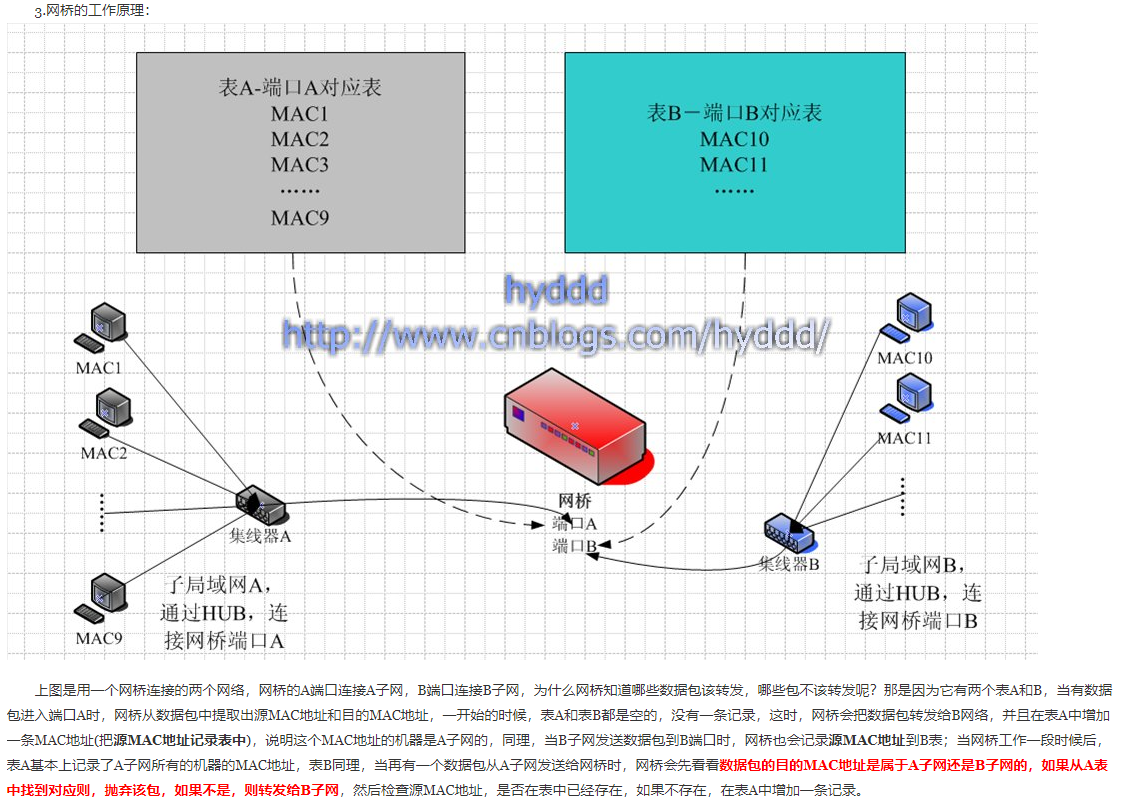 3.网桥的工作原理：
表A-端口A对应表
MAC1
MAC2
MAC3
……
MAC9
表B－端口B对应表
MAC10
MAC11
……
hyddd
http://www.cnblogs.com/hyddd/
MAC1
MAC2
MAC9
集线器A
子局域网A，
通过HUB，连
接网桥端口A
网桥
端口A
端口B
MAC10
MAC11
集线器B
子局域网B，
通过HUB，连
接网桥端口B
上图是用一个网桥连接的两个网络，网桥的A端口连接A子网，B端口连接B子网，为什么网桥知道哪些数据包该转发，哪些包不该转发呢？那是因为它有两个表A和B，当有数据
包进入端口A时，网桥从数据包中提取出源MAC地址和目的MAC地址，一开始的时候，表A和表B都是空的，没有一条记录，这时，网桥会把数据包转发给B网络，并且在表A中增加
一条MAC地址(把源MAC地址记录表中)，说明这个MAC地址的机器是A子网的，同理，当B子网发送数据包到B端口时，网桥也会记录源MAC地址到B表；当网桥工作一段时候后，
表A基本上记录了A子网所有的机器的MAC地址，表B同理，当再有一个数据包从A子网发送给网桥时，网桥会先看看数据包的目的MAC地址是属于A子网还是B子网的，如果从A表
中找到对应则，抛弃该包，如果不是，则转发给B子网，然后检查源MAC地址，是否在表中已经存在，如果不存在，在表A中增加一条记录。